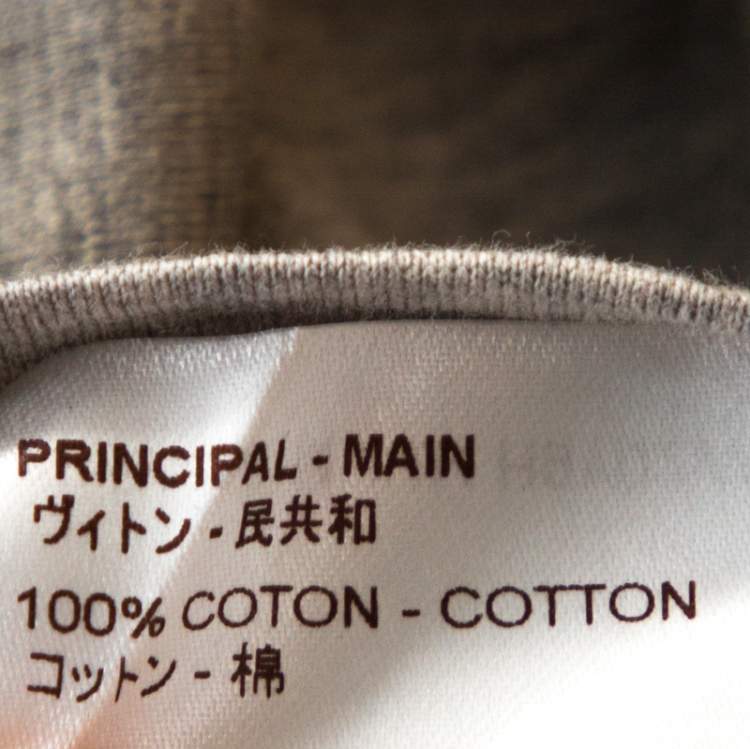 PRINCIPAL - MAIN
ヴィトン - 民共和
100% COTON - COTTON
コットン - 棉